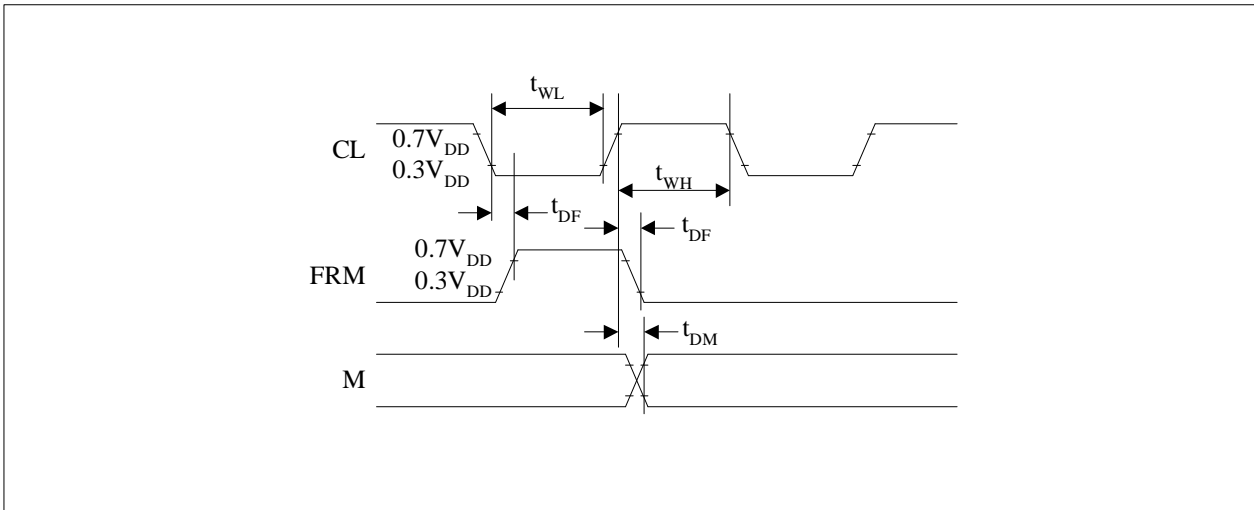 t_WL
CL
0.7V_DD
0.3V_DD
t_WH
t_DF
t_DF
FRM
0.7V_DD
0.3V_DD
t_DM
M